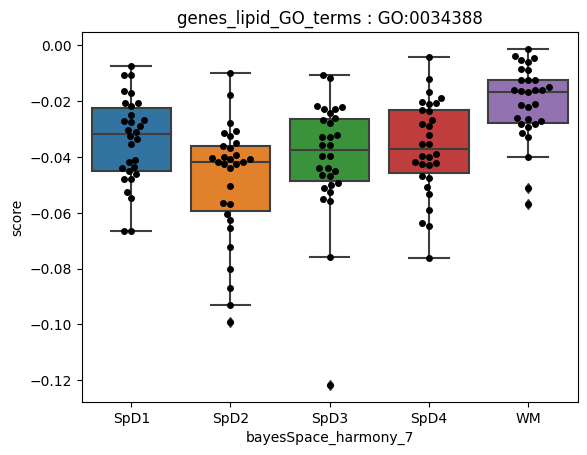 genes_lipid_GO_terms : GO:0034388
0.00
−0.02
−0.04
−0.06
−0.08
−0.10
−0.12
score
SpD1 SpD2 SpD3 SpD4 WM
bayesSpace_harmony_7